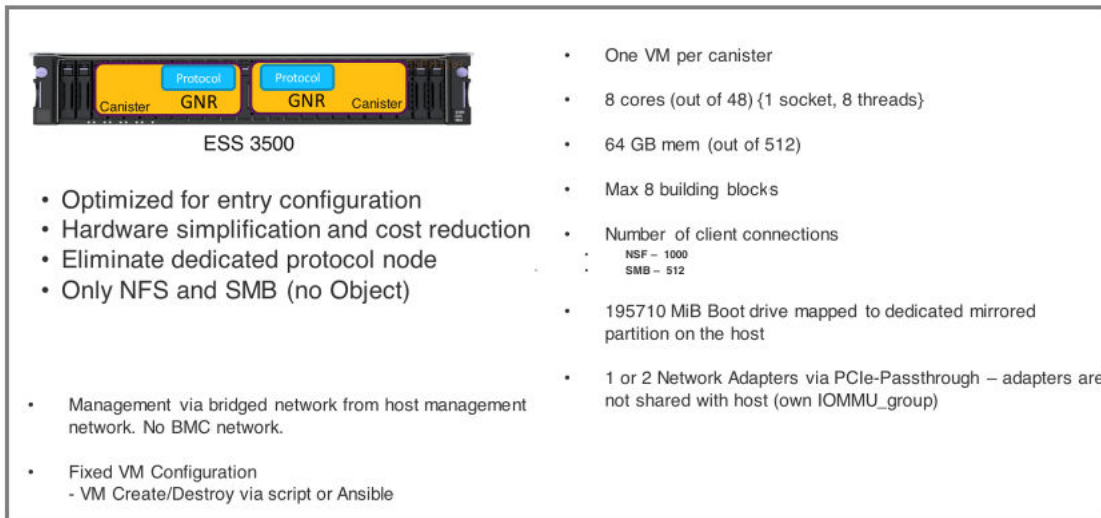 Protocol Protocol
Canister GNR GNR Canister
ESS 3500
• Optimized for entry configuration
• Hardware simplification and cost reduction
• Eliminate dedicated protocol node
• Only NFS and SMB (no Object)
• Management via bridged network from host management
network. No BMC network.
• Fixed VM Configuration
- VM Create/Destroy via script or Ansible
• One VM per canister
• 8 cores (out of 48) {1 socket, 8 threads}
• 64 GB mem (out of 512)
• Max 8 building blocks
• Number of client connections
• NSF – 1000
• SMB – 512
• 195710 MiB Boot drive mapped to dedicated mirrored
partition on the host
• 1 or 2 Network Adapters via PCIe-Passthrough – adapters are
not shared with host (own IOMMU_group)